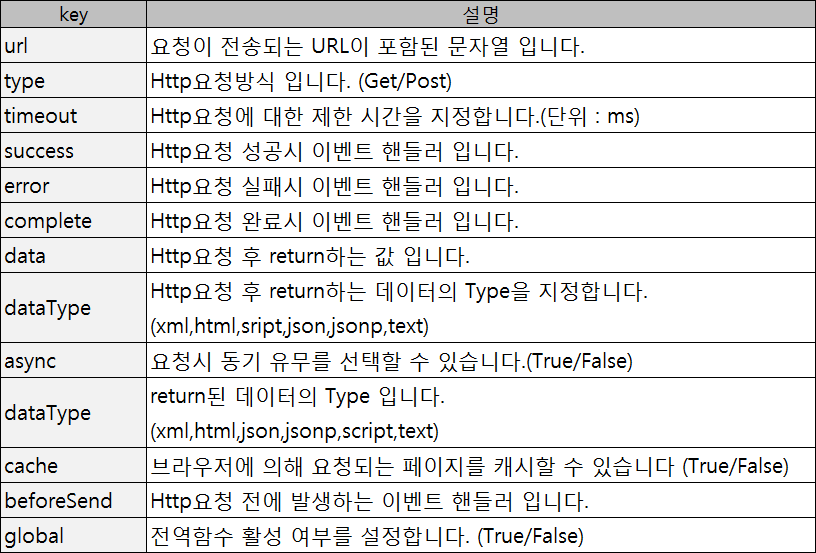 key 설명
url 요청이 전송되는 URL이 포함된 문자열 입니다.
type Http요청방식 입니다. (Get/Post)
timeout Http요청에 대한 제한 시간을 지정합니다.(단위 : ms)
success Http요청 성공시 이벤트 핸들러 입니다.
error Http요청 실패시 이벤트 핸들러 입니다.
complete Http요청 완료시 이벤트 핸들러 입니다.
data Http요청 후 return하는 값 입니다.
dataType Http요청 후 return하는 데이터의 Type을 지정합니다.
(xml,html,sript,json,jsonp,text)
async 요청시 동기 유무를 선택할 수 있습니다.(True/False)
dataType return된 데이터의 Type 입니다.
(xml,html,json,jsonp,script,text)
cache 브라우저에 의해 요청되는 페이지를 캐시할 수 있습니다 (True/False)
beforeSend Http요청 전에 발생하는 이벤트 핸들러 입니다.
global 전역함수 활성 여부를 설정합니다. (True/False)